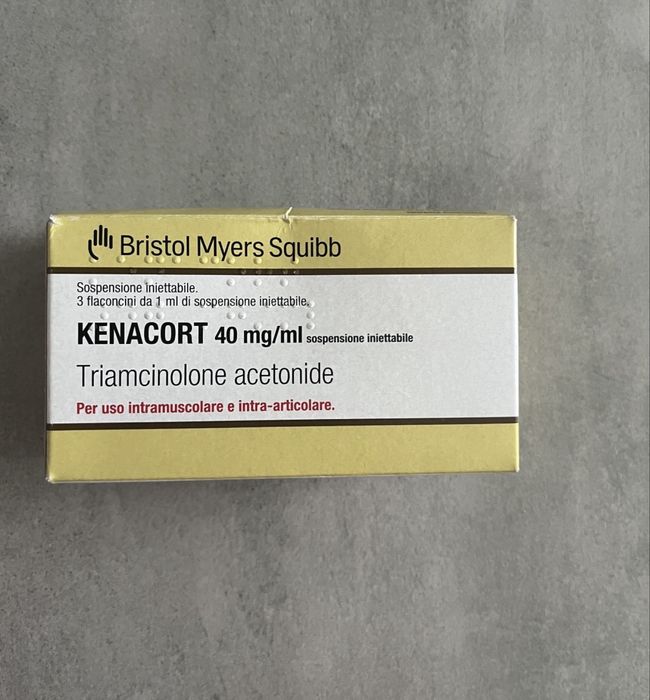 Bristol Myers Squibb
Sospensione iniettabile.
3 flaconcini da 1 ml di sospensione iniettabile.
KENACORT 40 mg/ml sospensione iniettabile
Triamcinolone acetonide
Per uso intramuscolare e intra-articolare.